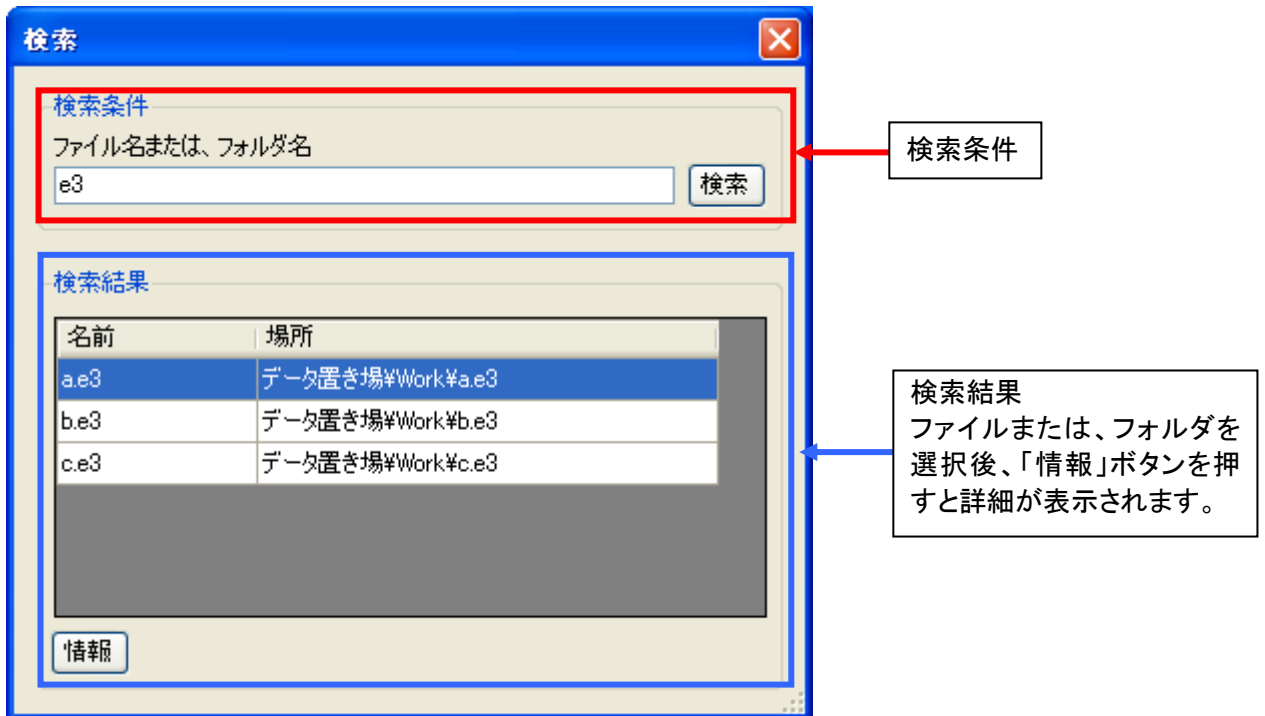 検索
検索条件
ファイル名または、フォルダ名
e3
検索
検索条件
検索結果
名前 場所
a.e3 データ置き場¥Work¥a.e3
b.e3 データ置き場¥Work¥b.e3
c.e3 データ置き場¥Work¥c.e3
情報
検索結果
ファイルまたは、フォルダを
選択後、「情報」ボタンを押
すと詳細が表示されます。